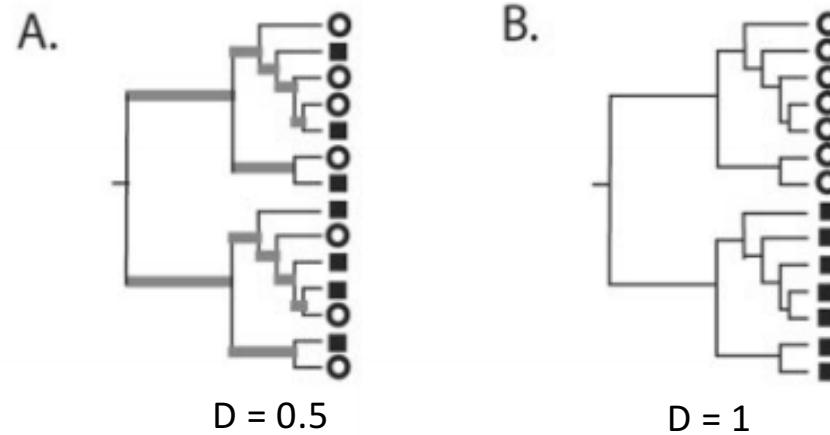 A.
B.
D = 0.5
D = 1